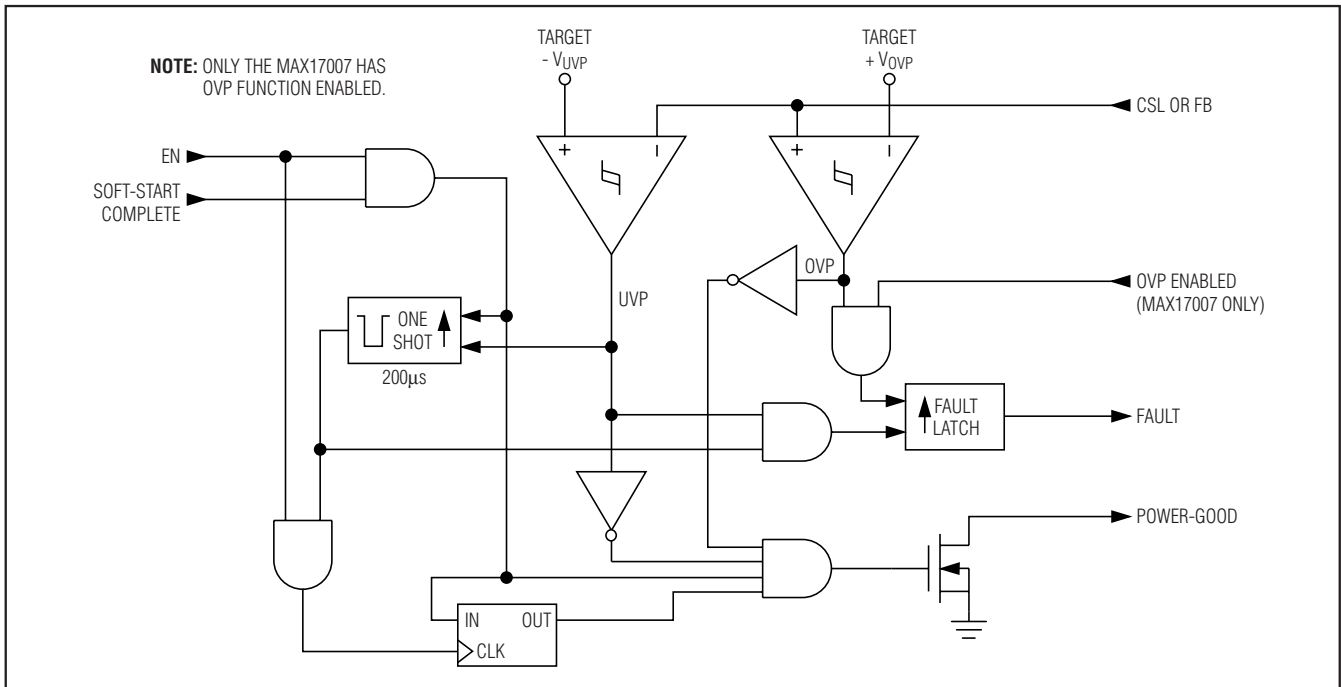 NOTE: ONLY THE MAX17007 HAS
OVP FUNCTION ENABLED.
TARGET
- VUVP
TARGET
+ VOVP
CSL OR FB
EN
SOFT-START
COMPLETE
+
−
+
−
OVP
OVP ENABLED
(MAX17007 ONLY)
UVP
ONE
SHOT
200µs
FAULT
LATCH
FAULT
POWER-GOOD
IN
OUT
CLK